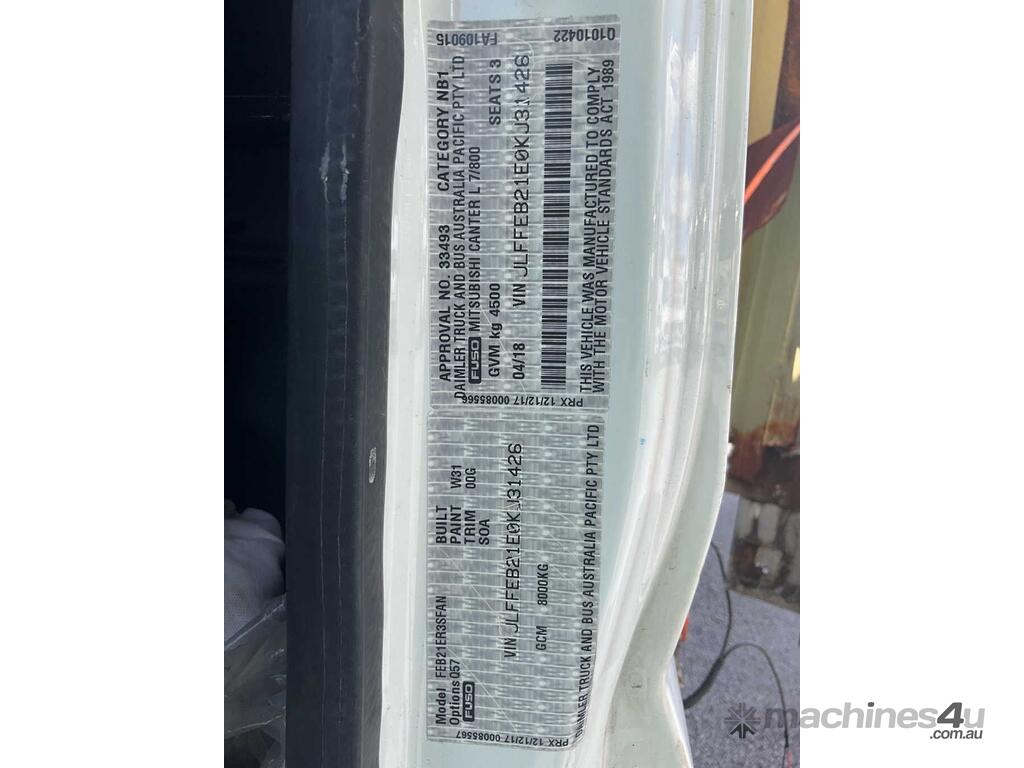 FA109015 Q1010422
APPROVAL NO. 33493 CATEGORY NB1
DAIMLER TRUCK AND BUS AUSTRALIA PACIFIC PTY LTD
FUSO MITSUBISHI CANTER L 7/800
GVM kg 4500 SEATS 3
04/18 VIN JLFFEB21E0KJ31426
THIS VEHICLE WAS MANUFACTURED TO COMPLY
WITH THE MOTOR VEHICLE STANDARDS ACT 1989
PRX 12/12/17 00085566
Model FEB21ER3SFAN BUILT
Options Q57 PAINT W31
TRIM 00G
FUSO SOA
VIN JLFFEB21E0KJ31426
GCM 8000KG
DAIMLER TRUCK AND BUS AUSTRALIA PACIFIC PTY LTD
PRX 12/12/17 00085567
machines4u
.com.au